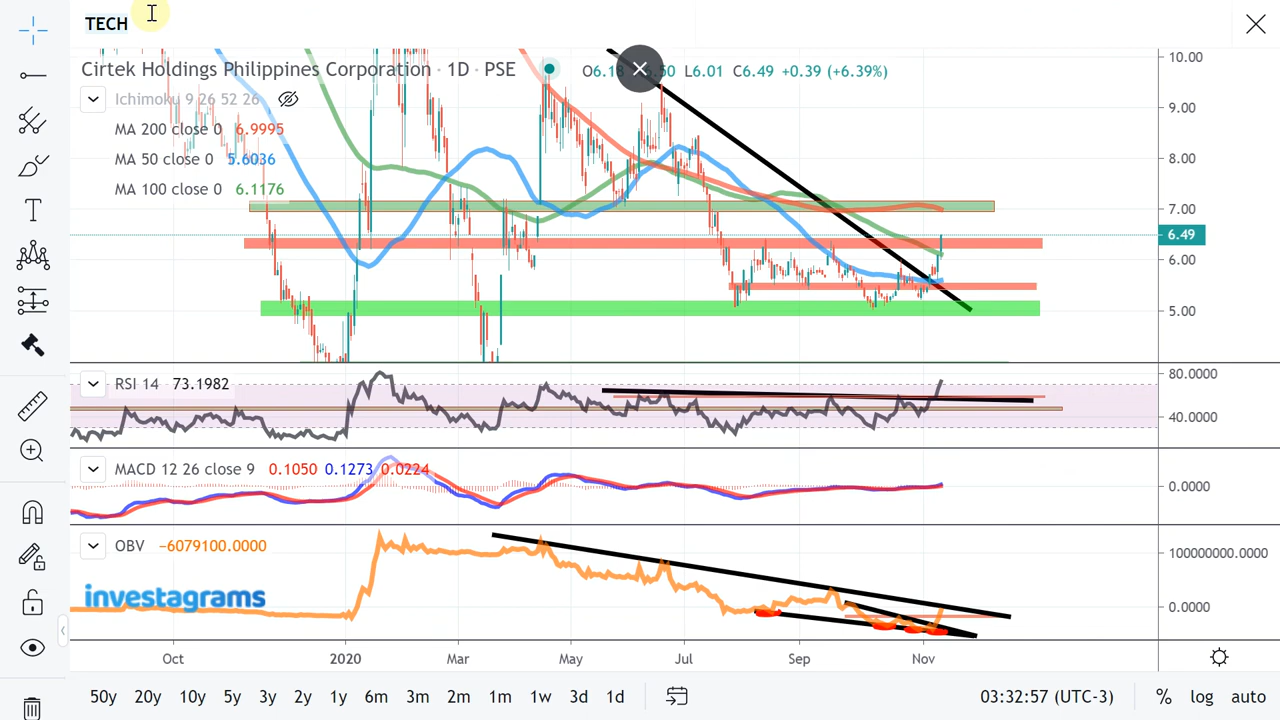 TECH
Cirtek Holdings Philippines Corporation · 1D · PSE
L6.01 C6.49 +0.39 (+6.39%)
Ichimoku 9 26 52 26
MA 200 close 0 6.9995
MA 50 close 0 5.6036
MA 100 close 0 6.1176
10.00
9.00
8.00
7.00
6.49
6.00
5.00
RSI 14 73.1982
80.0000
40.0000
MACD 12 26 close 9 0.1050 0.1273 0.0224
0.0000
OBV −6079100.0000
100000000.0000
0.0000
investagrams
Oct 2020 Mar May Jul Sep Nov
50y 20y 10y 5y 3y 2y 1y 6m 3m 2m 1m 1w 3d 1d 03:32:57 (UTC-3) % log auto